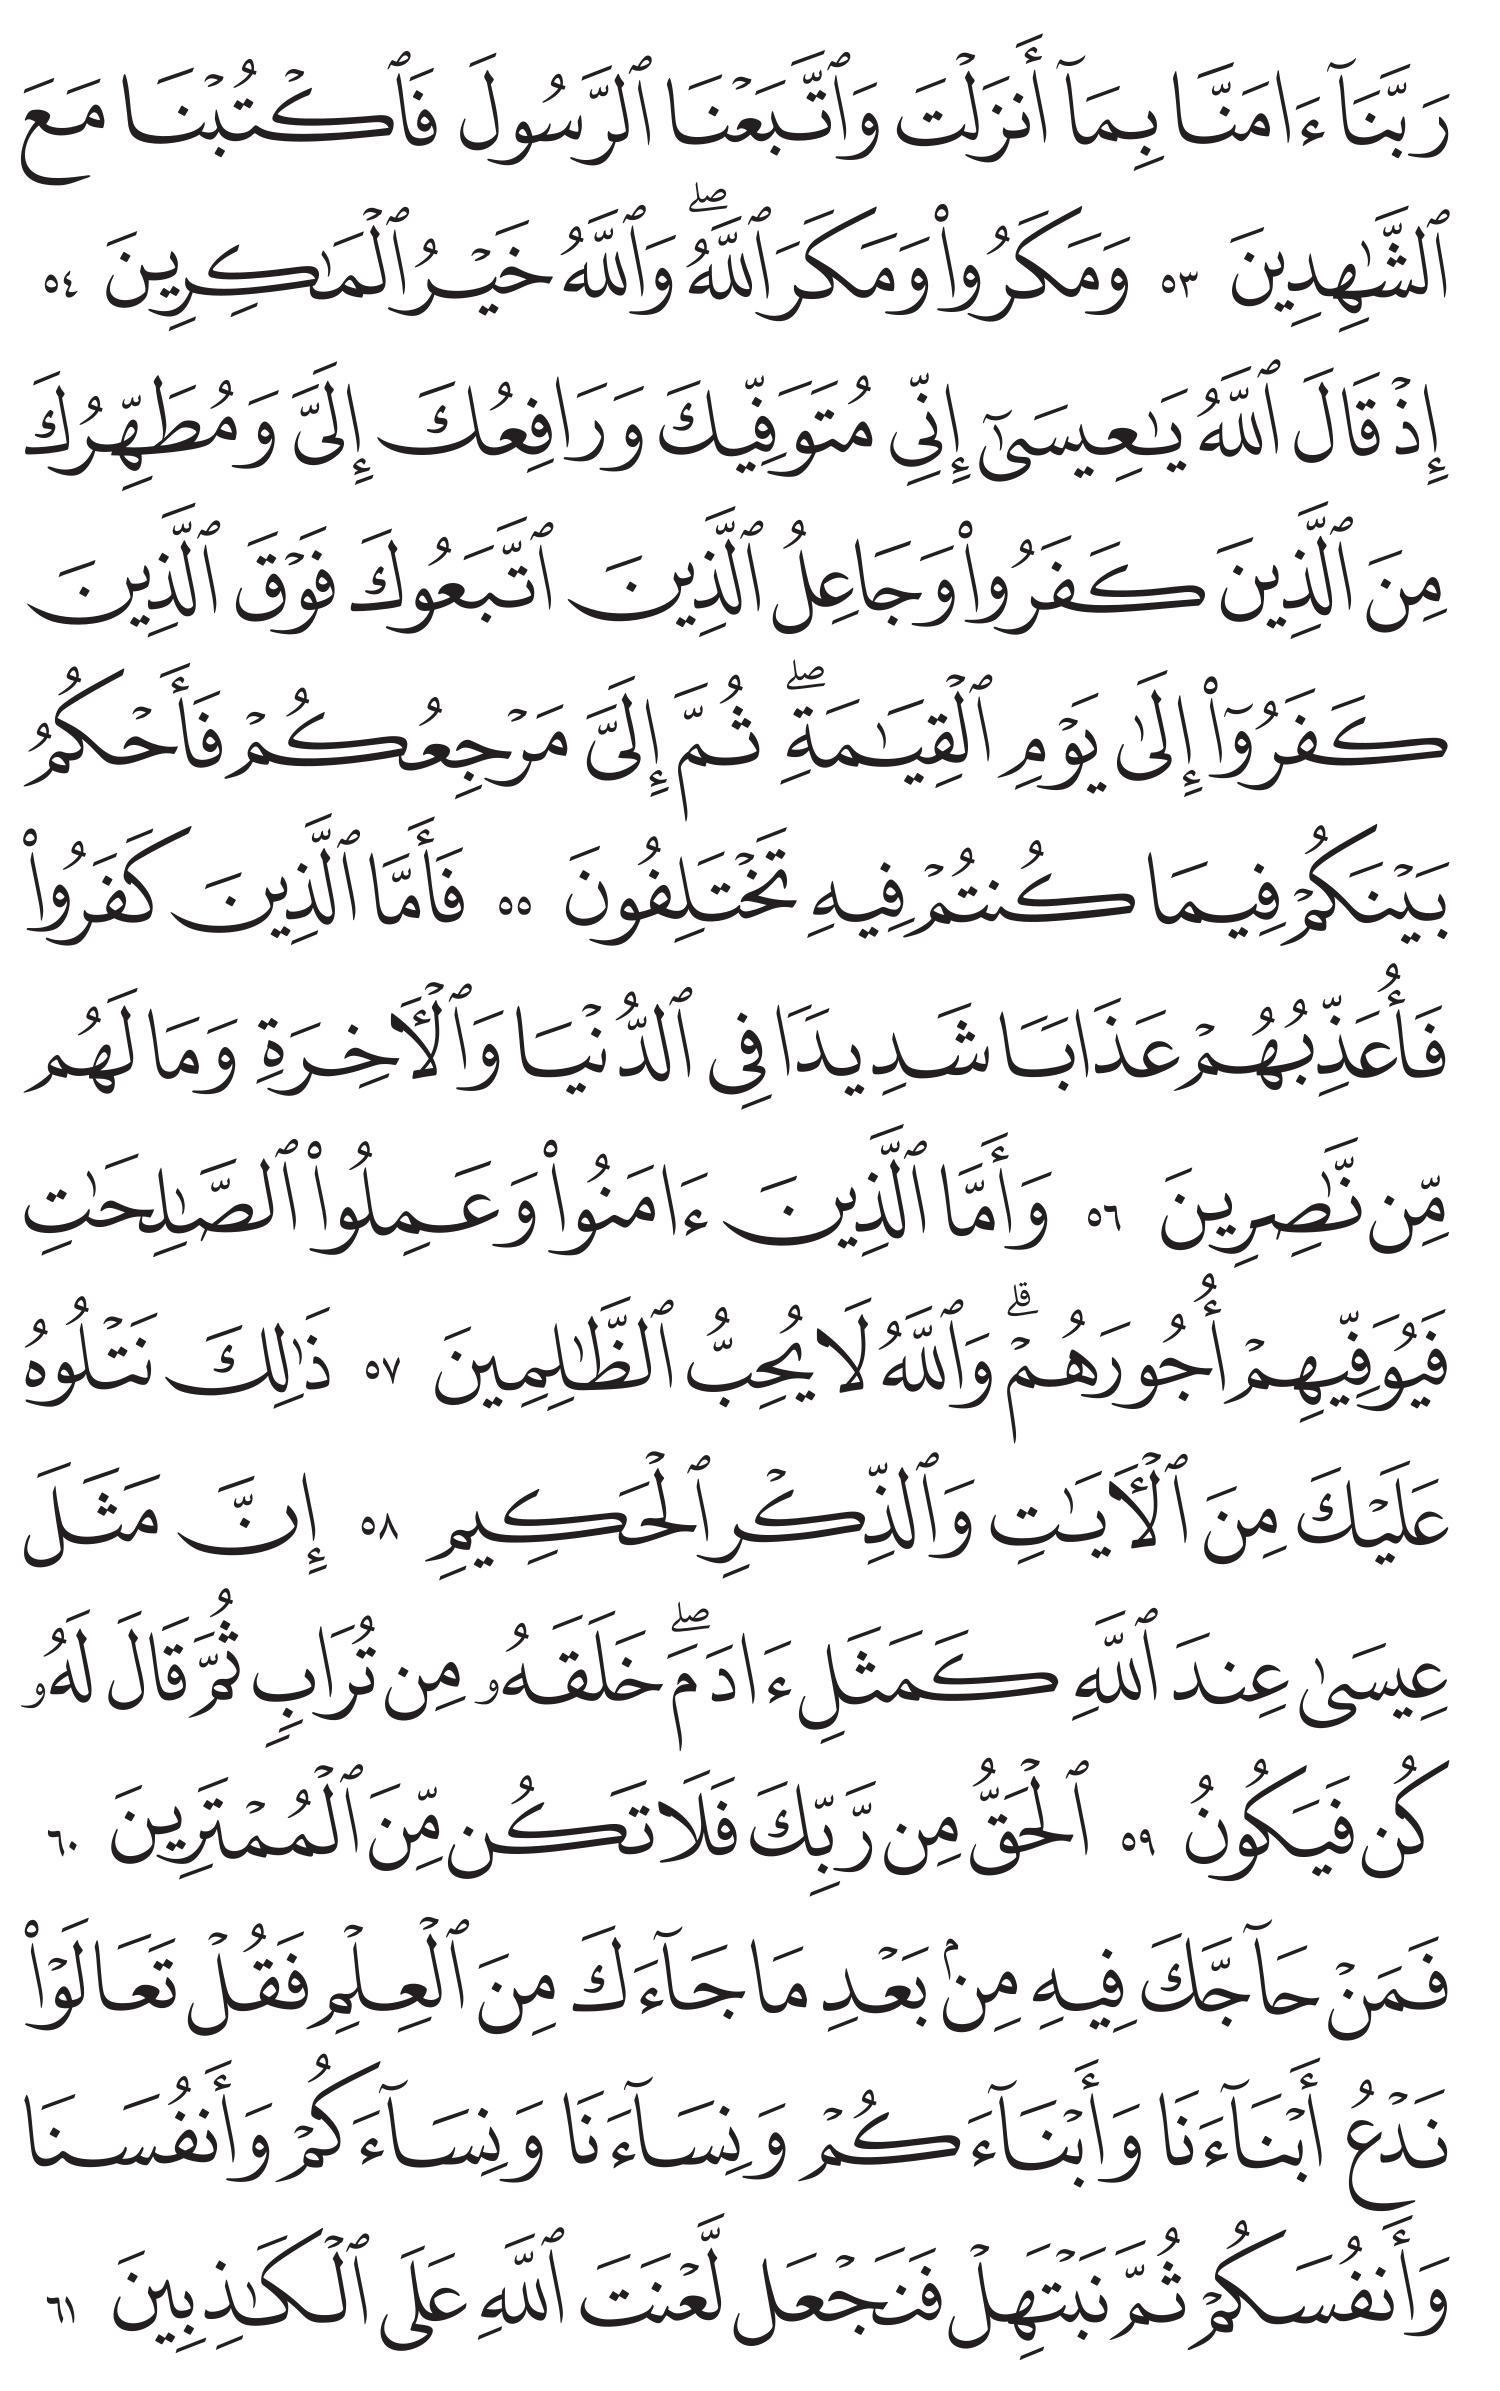 رَبَّنَآ ءَامَنَّا بِمَآ أَنزَلۡتَ وَٱتَّبَعۡنَا ٱلرَّسُولَ فَٱكۡتُبۡنَا مَعَ
ٱلشَّٰهِدِينَ ٥٣ وَمَكَرُواْ وَمَكَرَ ٱللَّهُۖ وَٱللَّهُ خَيۡرُ ٱلۡمَٰكِرِينَ ٥٤
إِذۡ قَالَ ٱللَّهُ يَٰعِيسَىٰٓ إِنِّي مُتَوَفِّيكَ وَرَافِعُكَ إِلَيَّ وَمُطَهِّرُكَ
مِنَ ٱلَّذِينَ كَفَرُواْ وَجَاعِلُ ٱلَّذِينَ ٱتَّبَعُوكَ فَوۡقَ ٱلَّذِينَ
كَفَرُوٓاْ إِلَىٰ يَوۡمِ ٱلۡقِيَٰمَةِۖ ثُمَّ إِلَيَّ مَرۡجِعُكُمۡ فَأَحۡكُمُ
بَيۡنَكُمۡ فِيمَا كُنتُمۡ فِيهِ تَخۡتَلِفُونَ ٥٥ فَأَمَّا ٱلَّذِينَ كَفَرُواْ
فَأُعَذِّبُهُمۡ عَذَابٗا شَدِيدٗا فِي ٱلدُّنۡيَا وَٱلۡأٓخِرَةِ وَمَا لَهُم
مِّن نَّٰصِرِينَ ٥٦ وَأَمَّا ٱلَّذِينَ ءَامَنُواْ وَعَمِلُواْ ٱلصَّٰلِحَٰتِ
فَيُوَفِّيهِمۡ أُجُورَهُمۡۗ وَٱللَّهُ لَا يُحِبُّ ٱلظَّٰلِمِينَ ٥٧ ذَٰلِكَ نَتۡلُوهُ
عَلَيۡكَ مِنَ ٱلۡأٓيَٰتِ وَٱلذِّكۡرِ ٱلۡحَكِيمِ ٥٨ إِنَّ مَثَلَ
عِيسَىٰ عِندَ ٱللَّهِ كَمَثَلِ ءَادَمَۖ خَلَقَهُۥ مِن تُرَابٖ ثُمَّ قَالَ لَهُۥ
كُن فَيَكُونُ ٥٩ ٱلۡحَقُّ مِن رَّبِّكَ فَلَا تَكُن مِّنَ ٱلۡمُمۡتَرِينَ ٦٠
فَمَنۡ حَآجَّكَ فِيهِ مِنۢ بَعۡدِ مَا جَآءَكَ مِنَ ٱلۡعِلۡمِ فَقُلۡ تَعَالَوۡاْ
نَدۡعُ أَبۡنَآءَنَا وَأَبۡنَآءَكُمۡ وَنِسَآءَنَا وَنِسَآءَكُمۡ وَأَنفُسَنَا
وَأَنفُسَكُمۡ ثُمَّ نَبۡتَهِلۡ فَنَجۡعَل لَّعۡنَتَ ٱللَّهِ عَلَى ٱلۡكَٰذِبِينَ ٦١